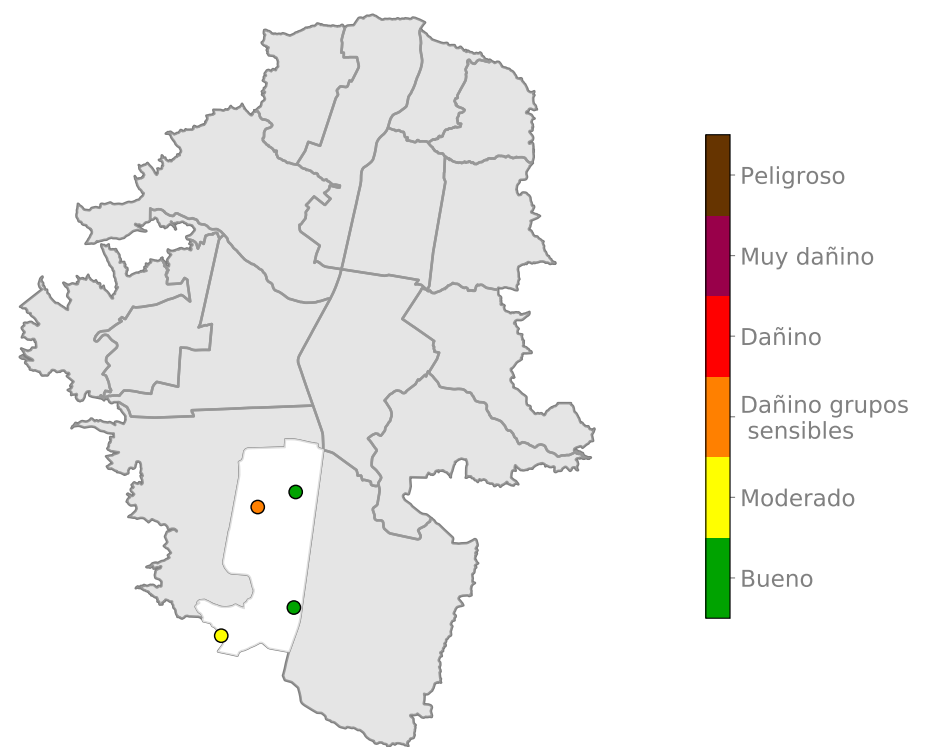 Peligroso
Muy dañino
Dañino
Dañino grupos
sensibles
Moderado
Bueno